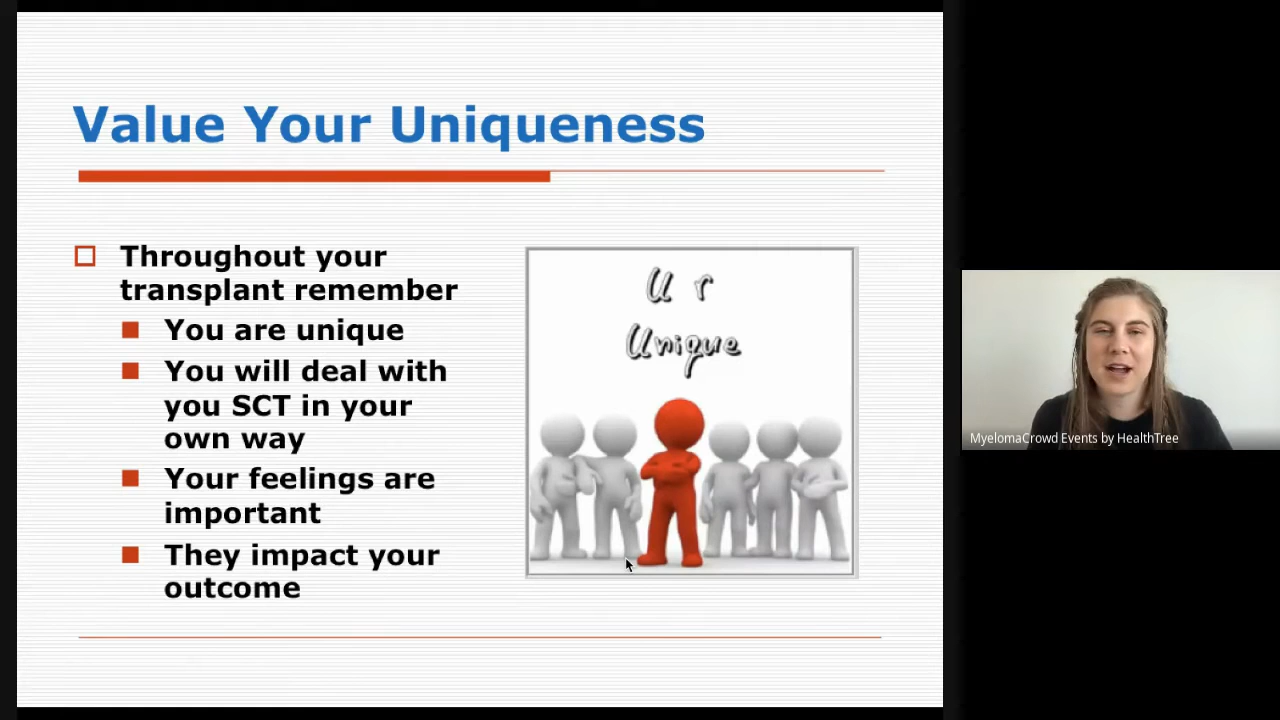 Value Your Uniqueness
Throughout your
transplant remember
You are unique
You will deal with
you SCT in your
own way
Your feelings are
important
They impact your
outcome
U r
Unique
MyelomaCrowd Events by HealthTree